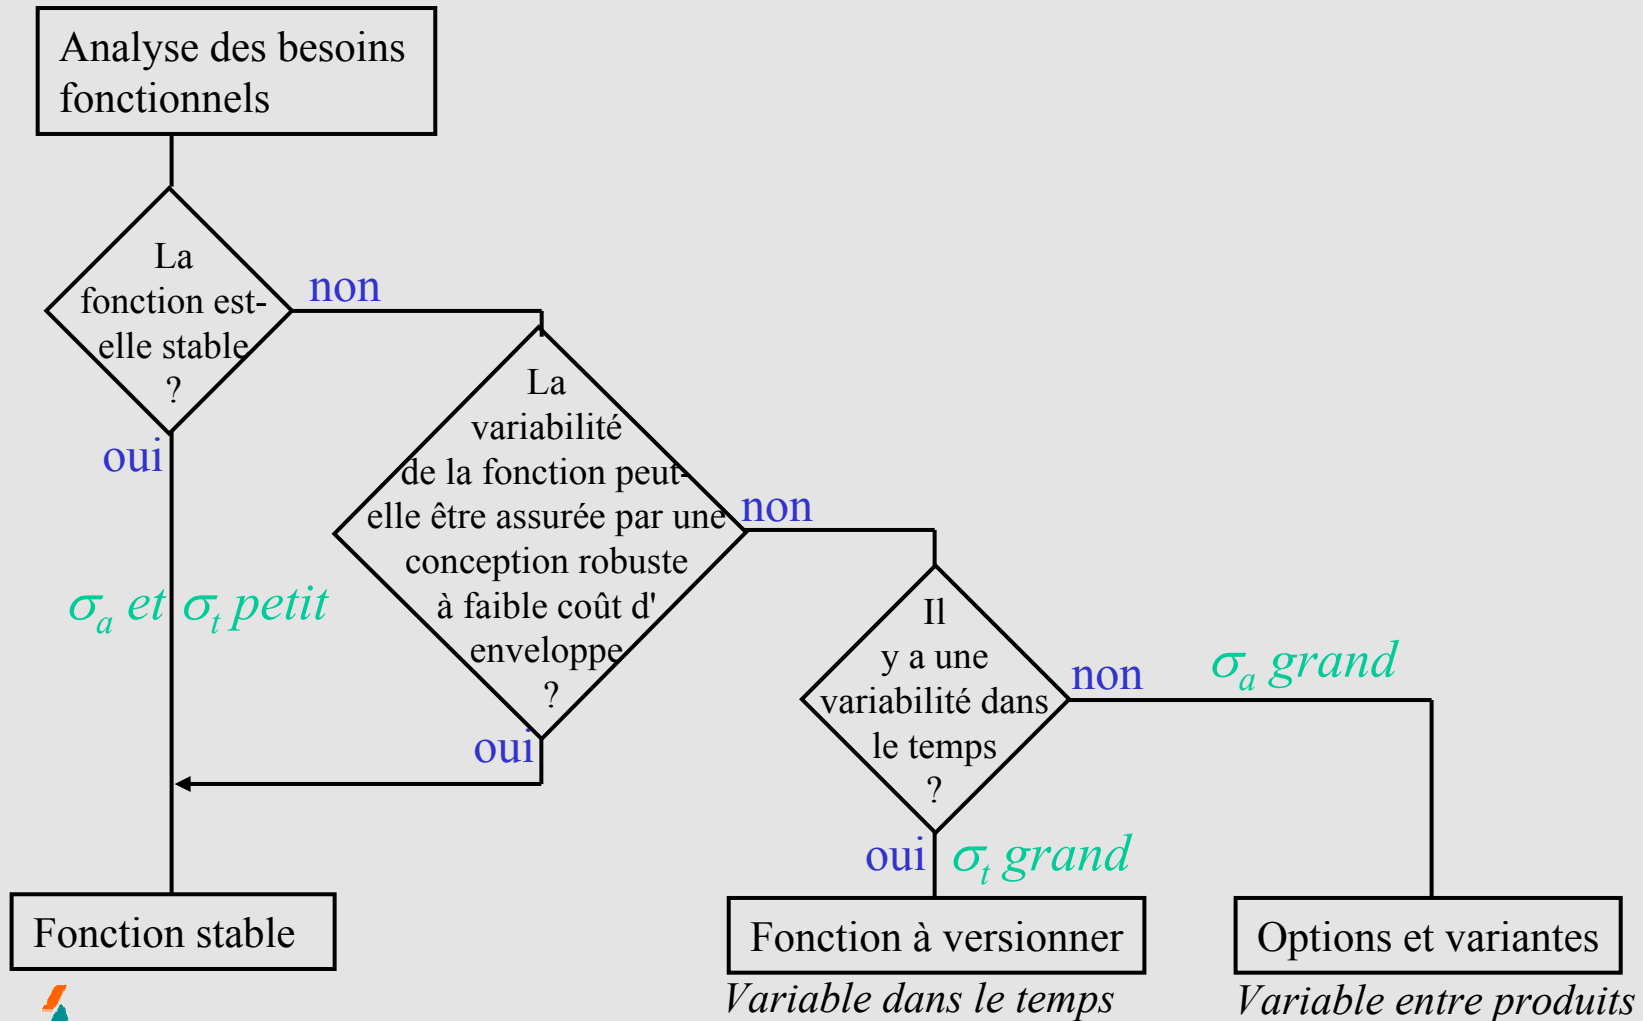 Analyse des besoins
fonctionnels
La
fonction est-
elle stable
?
non
oui
La
variabilité
de la fonction peut-
elle être assurée par une
conception robuste
à faible coût d'
enveloppe
?
non
oui
σa et σt petit
Il
y a une
variabilité dans
le temps
?
non
σa grand
oui
σt grand
Fonction stable
Fonction à versionner
Variable dans le temps
Options et variantes
Variable entre produits